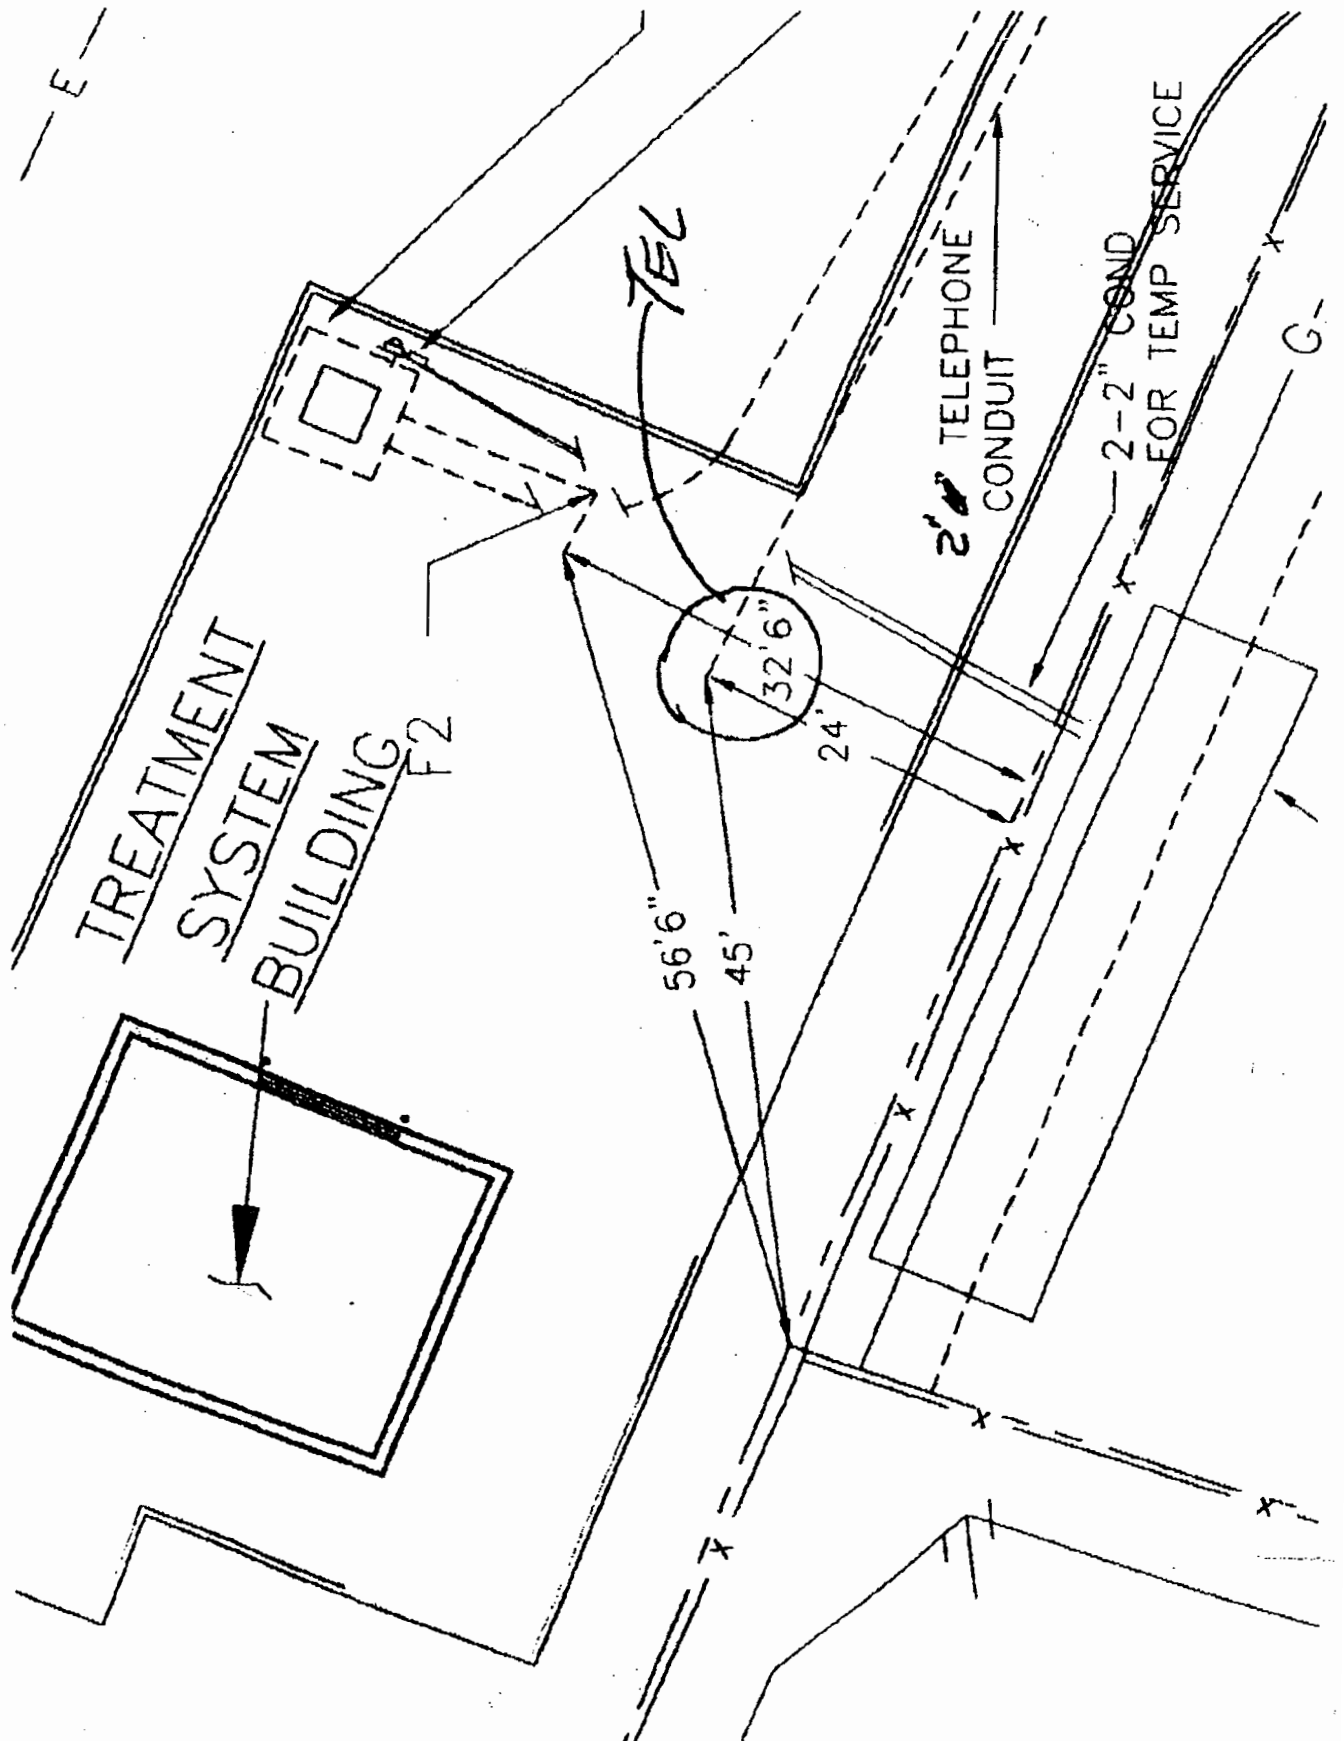 E
TEL
2" TELEPHONE
CONDUIT
2-2" COND
FOR TEMP SERVICE
G
TREATMENT
SYSTEM
BUILDING
F2
32'6"
24'
56'6"
45'
x
x
x
x
x
x
x